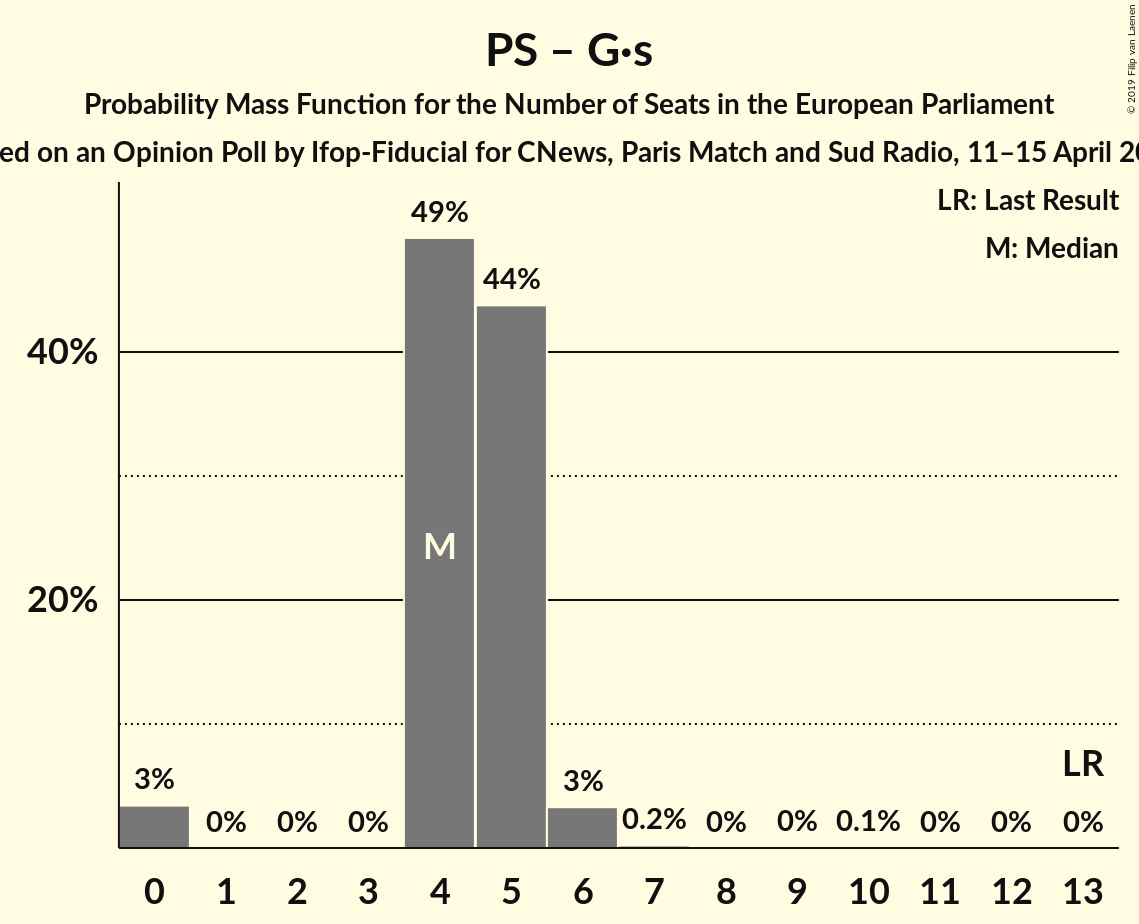 PS – G·s
Probability Mass Function for the Number of Seats in the European Parliament
ed on an Opinion Poll by Ifop-Fiducial for CNews, Paris Match and Sud Radio, 11–15 April 20
© 2019 Filip van Laenen
LR: Last Result
M: Median
49%
44%
40%
M
20%
LR
3% 0% 0% 0% 3% 0.2% 0% 0% 0.1% 0% 0% 0%
0 1 2 3 4 5 6 7 8 9 10 11 12 13